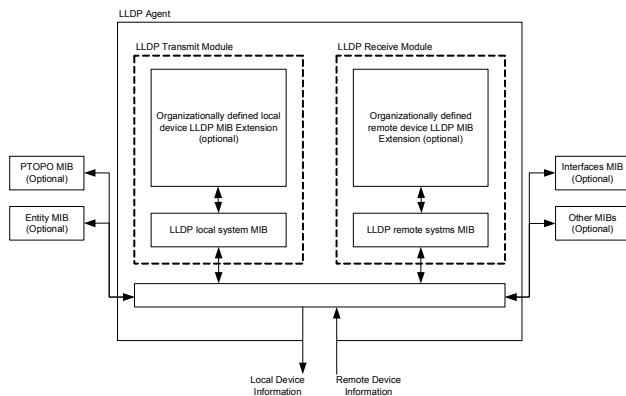 LLDP Agent
LLDP Transmit Module
LLDP Receive Module
Organizationally defined local
device LLDP MIB Extension
(optional)
Organizationally defined
remote device LLDP MIB
Extension (optional)
PTOPO MIB
(Optional)
Interfaces MIB
(Optional)
Entity MIB
(Optional)
LLDP local system MIB
LLDP remote systms MIB
Other MIBs
(Optional)
Local Device
Information
Remote Device
Information